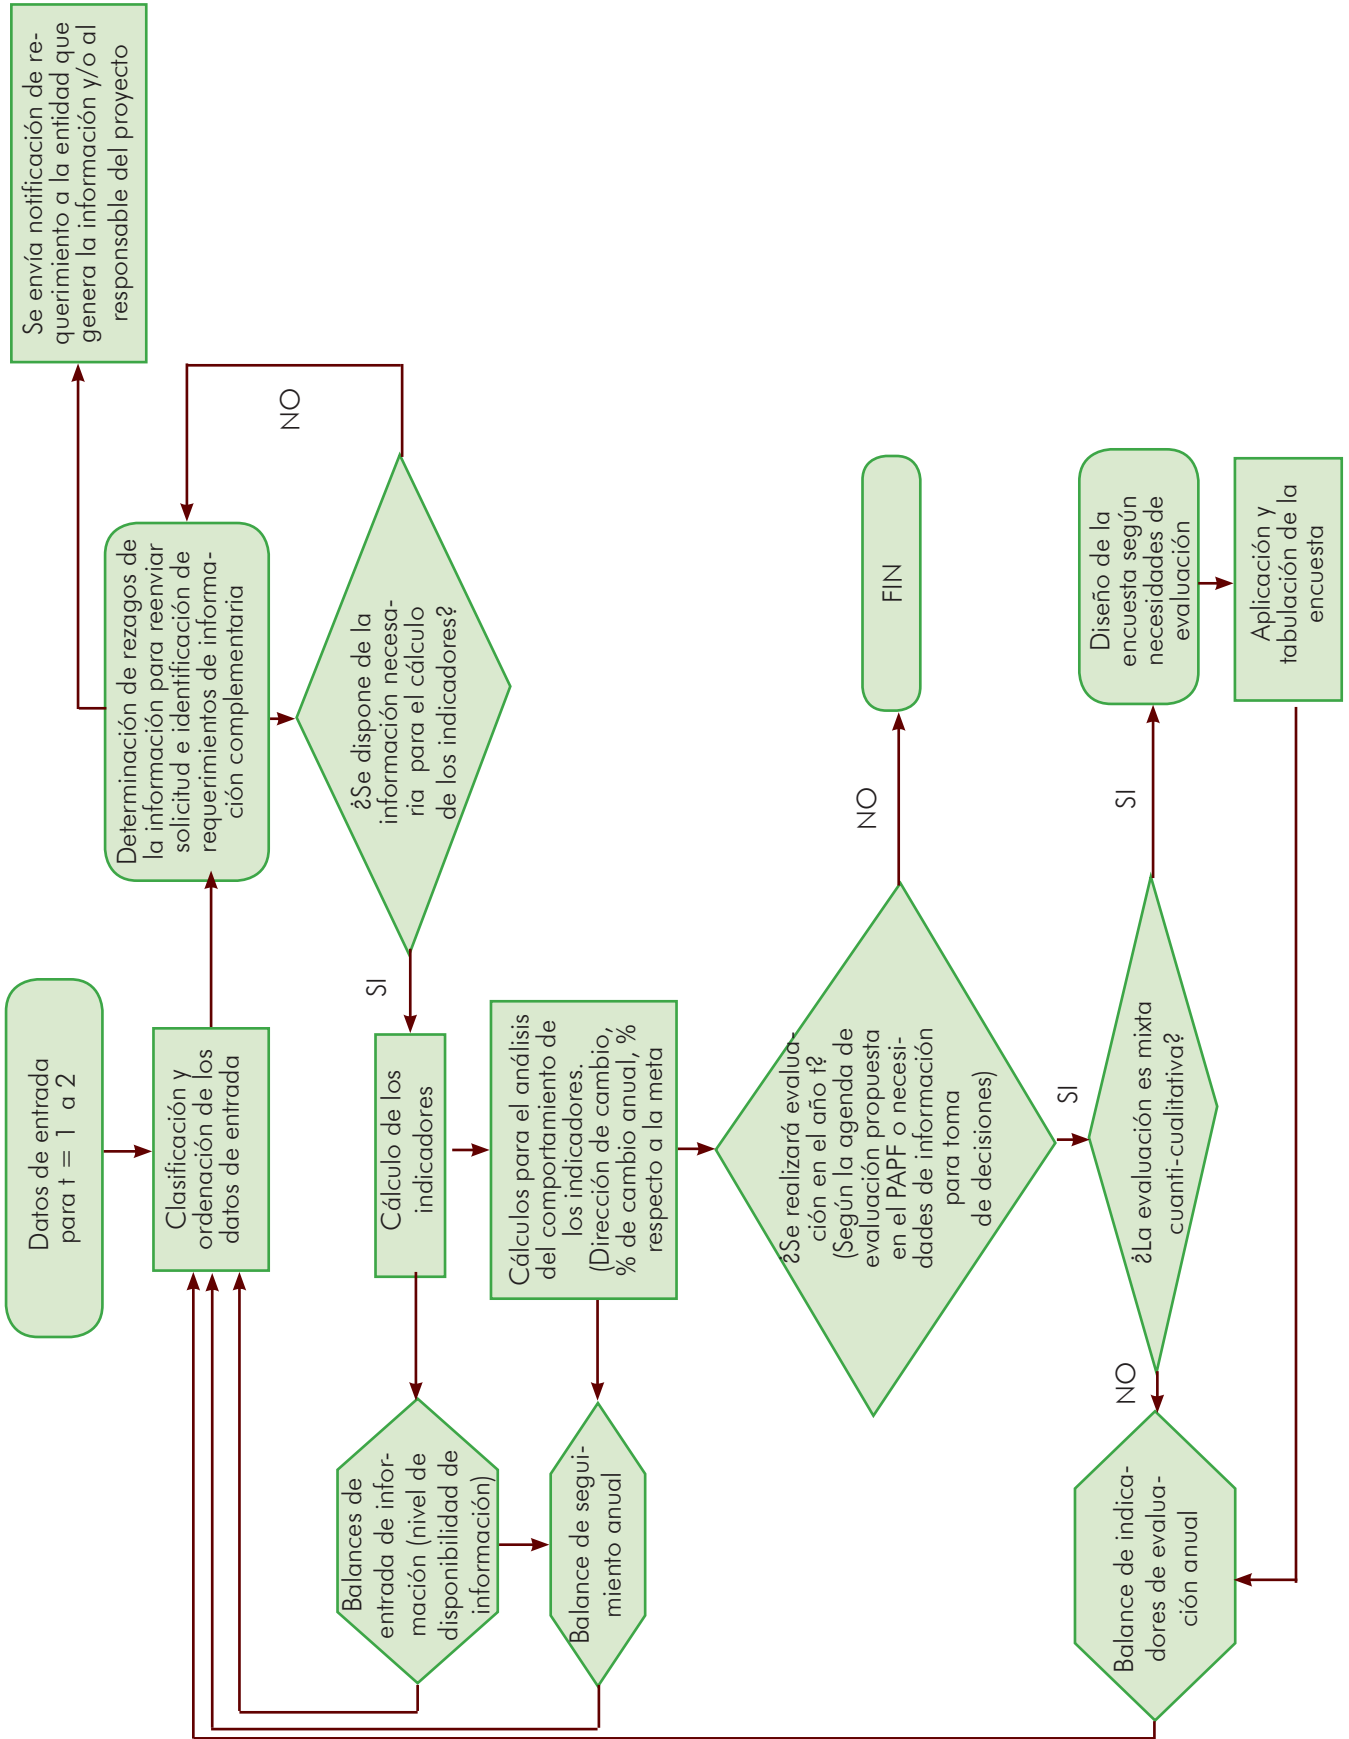 Datos de entrada
para t = 1 a 2
Clasificación y
ordenación de los
datos de entrada
Determinación de rezagos de
la información para reenviar
solicitud e identificación de
requerimientos de informa-
ción complementaria
Se envía notificación de re-
querimiento a la entidad que
genera la información y/o al
responsable del proyecto
¿Se dispone de la
información necesa-
ria para el cálculo
de los indicadores?
NO
SI
Cálculo de los
indicadores
Balances de
entrada de infor-
mación (nivel de
disponibilidad de
información)
Cálculos para el análisis
del comportamiento de
los indicadores.
(Dirección de cambio,
% de cambio anual, %
respecto a la meta
Balance de segui-
miento anual
¿Se realizará evalua-
ción en el año t?
(Según la agenda de
evaluación propuesta
en el PAPF o necesi-
dades de información
para toma
de decisiones)
NO
FIN
SI
¿La evaluación es mixta
cuanti-cualitativa?
SI
Diseño de la
encuesta según
necesidades de
evaluación
Aplicación y
tabulación de la
encuesta
NO
Balance de indica-
dores de evalua-
ción anual